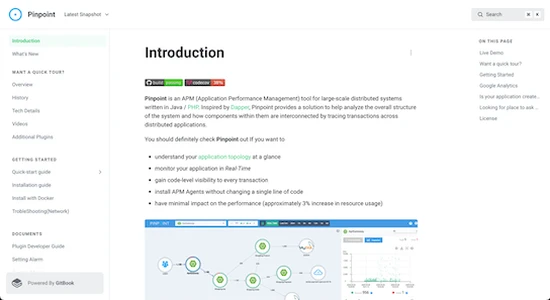 Pinpoint
Latest Snapshot
Search
⌘
K
Introduction
What's New
WANT A QUICK TOUR?
Overview
History
Tech Details
Videos
Additional Plugins
GETTING STARTED
Quick-start guide
Installation guide
Install with Docker
TroubleShooting(Network)
DOCUMENTS
Plugin Developer Guide
Setting Alarm
Powered By GitBook
Introduction
build passing
codecov 38%
Pinpoint is an APM (Application Performance Management) tool for large-scale distributed systems
written in Java / PHP. Inspired by Dapper, Pinpoint provides a solution to help analyze the overall structure
of the system and how components within them are interconnected by tracing transactions across
distributed applications.
You should definitely check Pinpoint out If you want to
• understand your application topology at a glance
• monitor your application in Real-Time
• gain code-level visibility to every transaction
• install APM Agents without changing a single line of code
• have minimal impact on the performance (approximately 3% increase in resource usage)
ON THIS PAGE
Live Demo
Want a quick tour?
Getting Started
Google Analytics
Is your application create...
Looking for place to ask ...
License